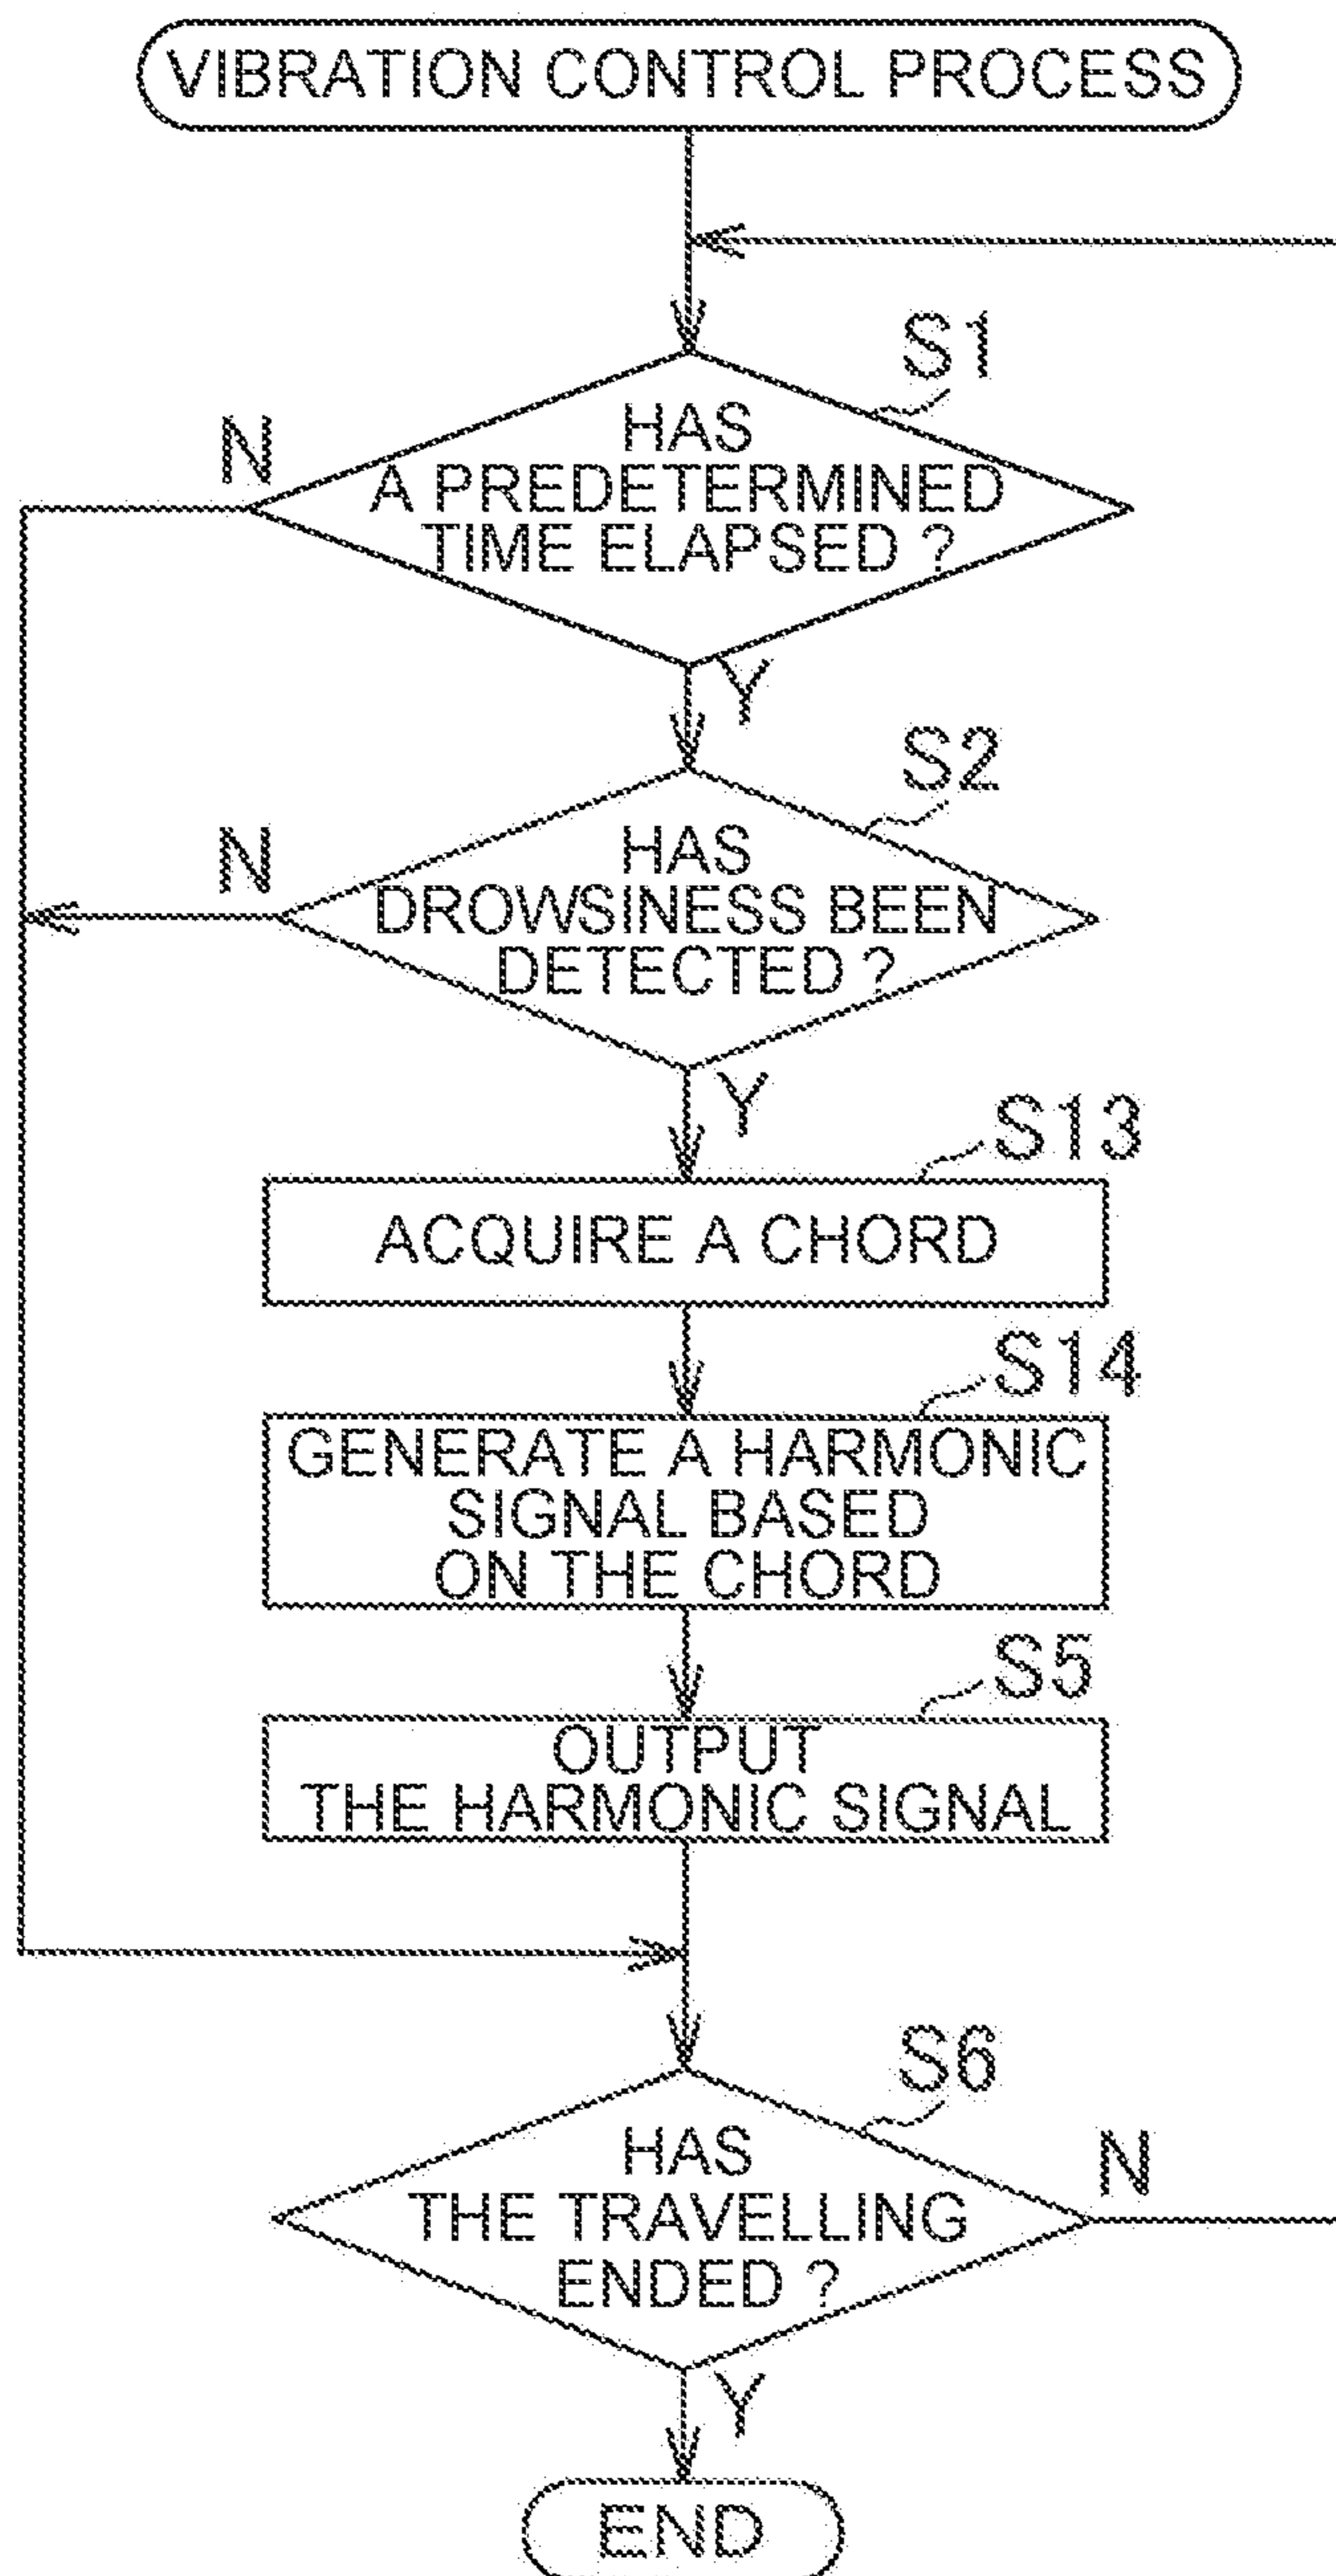 VIBRATION CONTROL PROCESS
S1
N
HAS
A PREDETERMINED
TIME ELAPSED ?
Y
S2
N
HAS
DROWSINESS BEEN
DETECTED ?
Y
S13
ACQUIRE A CHORD
S14
GENERATE A HARMONIC
SIGNAL BASED
ON THE CHORD
S5
OUTPUT
THE HARMONIC SIGNAL
S6
HAS
THE TRAVELLING
ENDED ?
N
Y
END